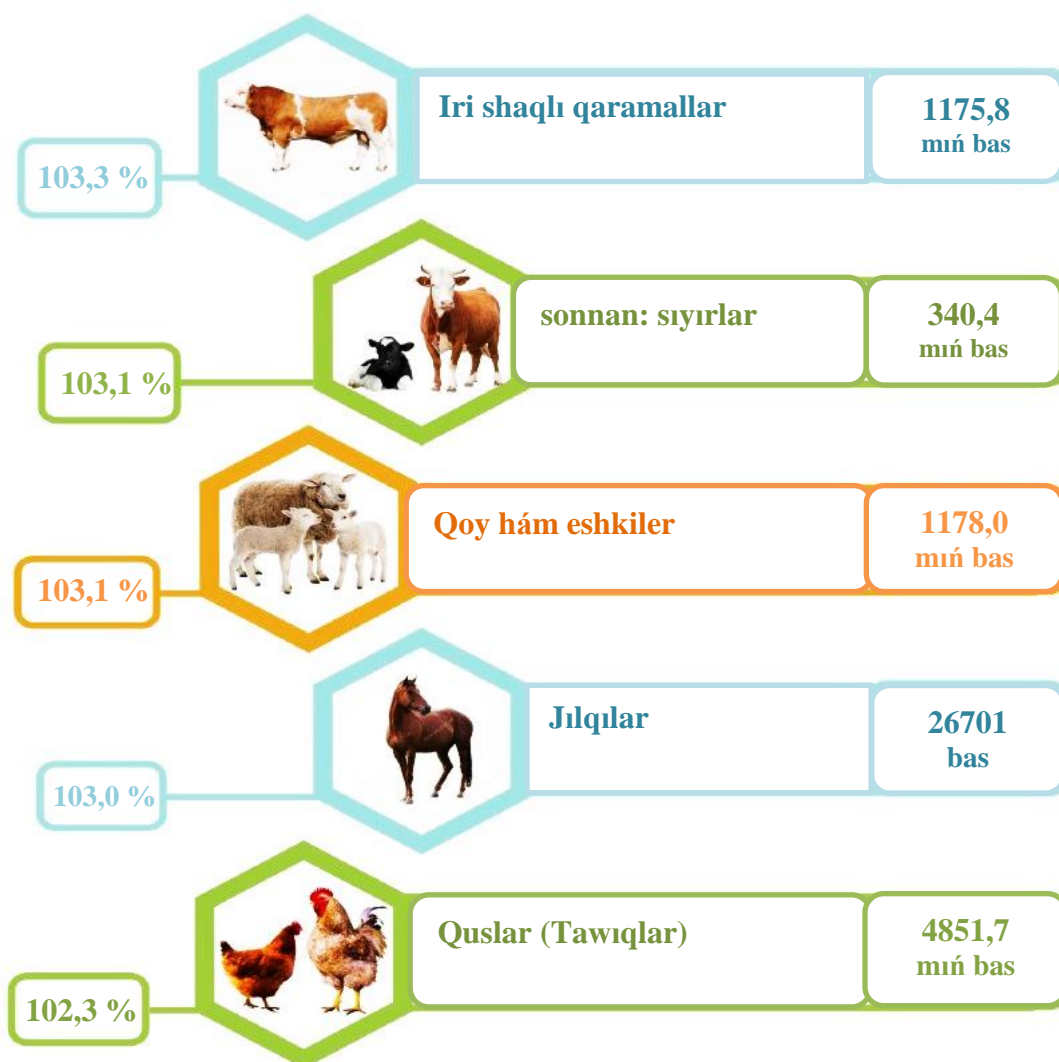 Iri shaqlı qaramallar
1175,8
mıń bas
103,3 %
sonnan: sıyırlar
340,4
mıń bas
103,1 %
Qoy hám eshkiler
1178,0
mıń bas
103,1 %
Jılqılar
26701
bas
103,0 %
Quslar (Tawıqlar)
4851,7
mıń bas
102,3 %